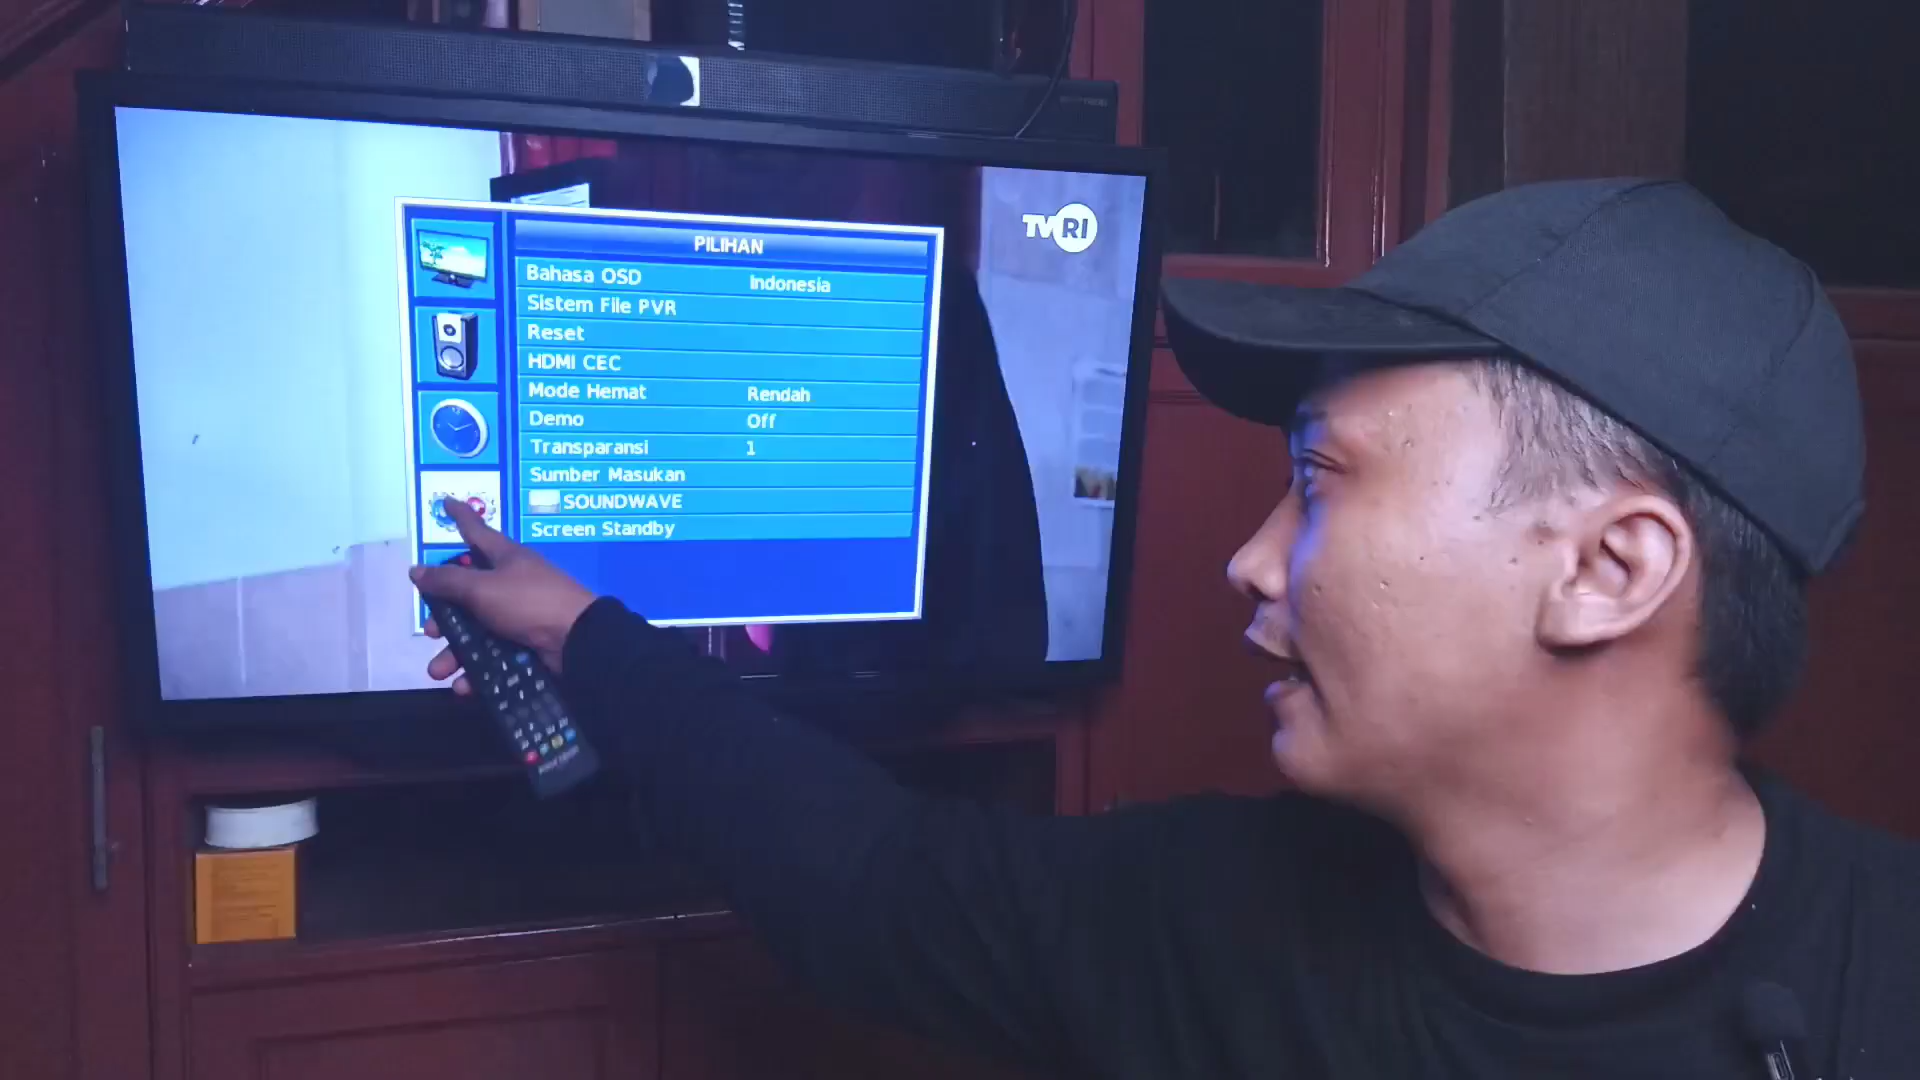 TVRI
PILIHAN
Bahasa OSD Indonesia
Sistem File PVR
Reset
HDMI CEC
Mode Hemat Rendah
Demo Off
Transparansi 1
Sumber Masukan
SOUNDWAVE
Screen Standby